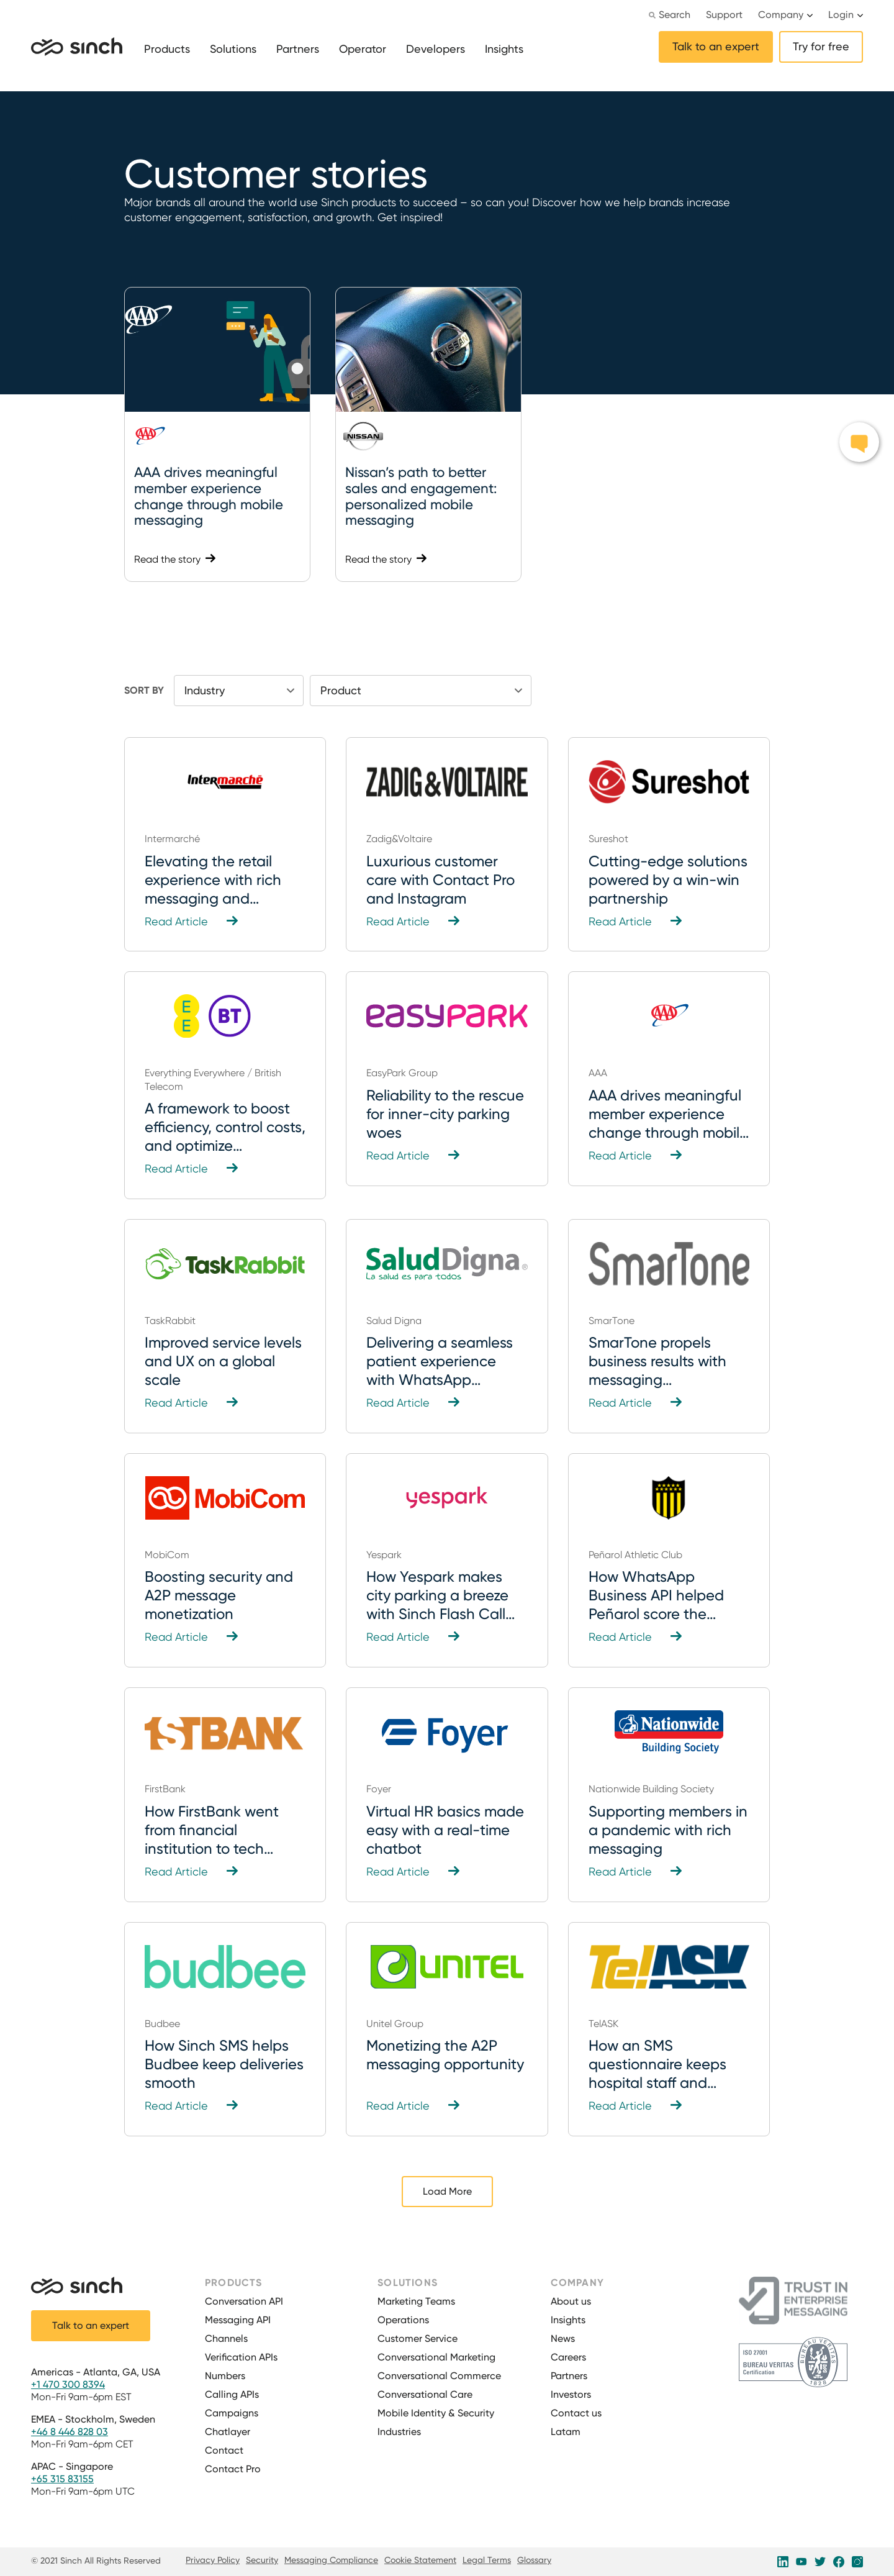 Search Support Company Login
sinch Products Solutions Partners Operator Developers Insights Talk to an expert Try for free
Customer stories
Major brands all around the world use Sinch products to succeed – so can you! Discover how we help brands increase
customer engagement, satisfaction, and growth. Get inspired!
AAA
NISSAN
AAA
NISSAN
AAA drives meaningful
member experience
change through mobile
messaging
Read the story
Nissan's path to better
sales and engagement:
personalized mobile
messaging
Read the story
SORT BY Industry Product
Intermarché
Intermarché
Elevating the retail
experience with rich
messaging and...
Read Article
ZADIG&VOLTAIRE
Zadig&Voltaire
Luxurious customer
care with Contact Pro
and Instagram
Read Article
Sureshot
Sureshot
Cutting-edge solutions
powered by a win-win
partnership
Read Article
EE BT
Everything Everywhere / British
Telecom
A framework to boost
efficiency, control costs,
and optimize...
Read Article
easypark
EasyPark Group
Reliability to the rescue
for inner-city parking
woes
Read Article
AAA
AAA
AAA drives meaningful
member experience
change through mobil...
Read Article
TaskRabbit
TaskRabbit
Improved service levels
and UX on a global
scale
Read Article
SaludDigna®
La salud es para todos
Salud Digna
Delivering a seamless
patient experience
with WhatsApp...
Read Article
SmarTone
SmarTone
SmarTone propels
business results with
messaging...
Read Article
MobiCom
MobiCom
Boosting security and
A2P message
monetization
Read Article
yespark
Yespark
How Yespark makes
city parking a breeze
with Sinch Flash Call...
Read Article
Peñarol Athletic Club
How WhatsApp
Business API helped
Peñarol score the...
Read Article
1STBANK
FirstBank
How FirstBank went
from financial
institution to tech...
Read Article
Foyer
Foyer
Virtual HR basics made
easy with a real-time
chatbot
Read Article
Nationwide
Building Society
Nationwide Building Society
Supporting members in
a pandemic with rich
messaging
Read Article
budbee
Budbee
How Sinch SMS helps
Budbee keep deliveries
smooth
Read Article
UNITEL
Unitel Group
Monetizing the A2P
messaging opportunity
Read Article
TelASK
TelASK
How an SMS
questionnaire keeps
hospital staff and...
Read Article
Load More
sinch
Talk to an expert
Americas - Atlanta, GA, USA
+1 470 300 8394
Mon-Fri 9am-6pm EST
EMEA - Stockholm, Sweden
+46 8 446 828 03
Mon-Fri 9am-6pm CET
APAC - Singapore
+65 315 83155
Mon-Fri 9am-6pm UTC
PRODUCTS
Conversation API
Messaging API
Channels
Verification APIs
Numbers
Calling APIs
Campaigns
Chatlayer
Contact
Contact Pro
SOLUTIONS
Marketing Teams
Operations
Customer Service
Conversational Marketing
Conversational Commerce
Conversational Care
Mobile Identity & Security
Industries
COMPANY
About us
Insights
News
Careers
Partners
Investors
Contact us
Latam
TRUST IN
ENTERPRISE
MESSAGING
ISO 27001
BUREAU VERITAS
Certification
BUREAU VERITAS
1828
© 2021 Sinch All Rights Reserved Privacy Policy Security Messaging Compliance Cookie Statement Legal Terms Glossary